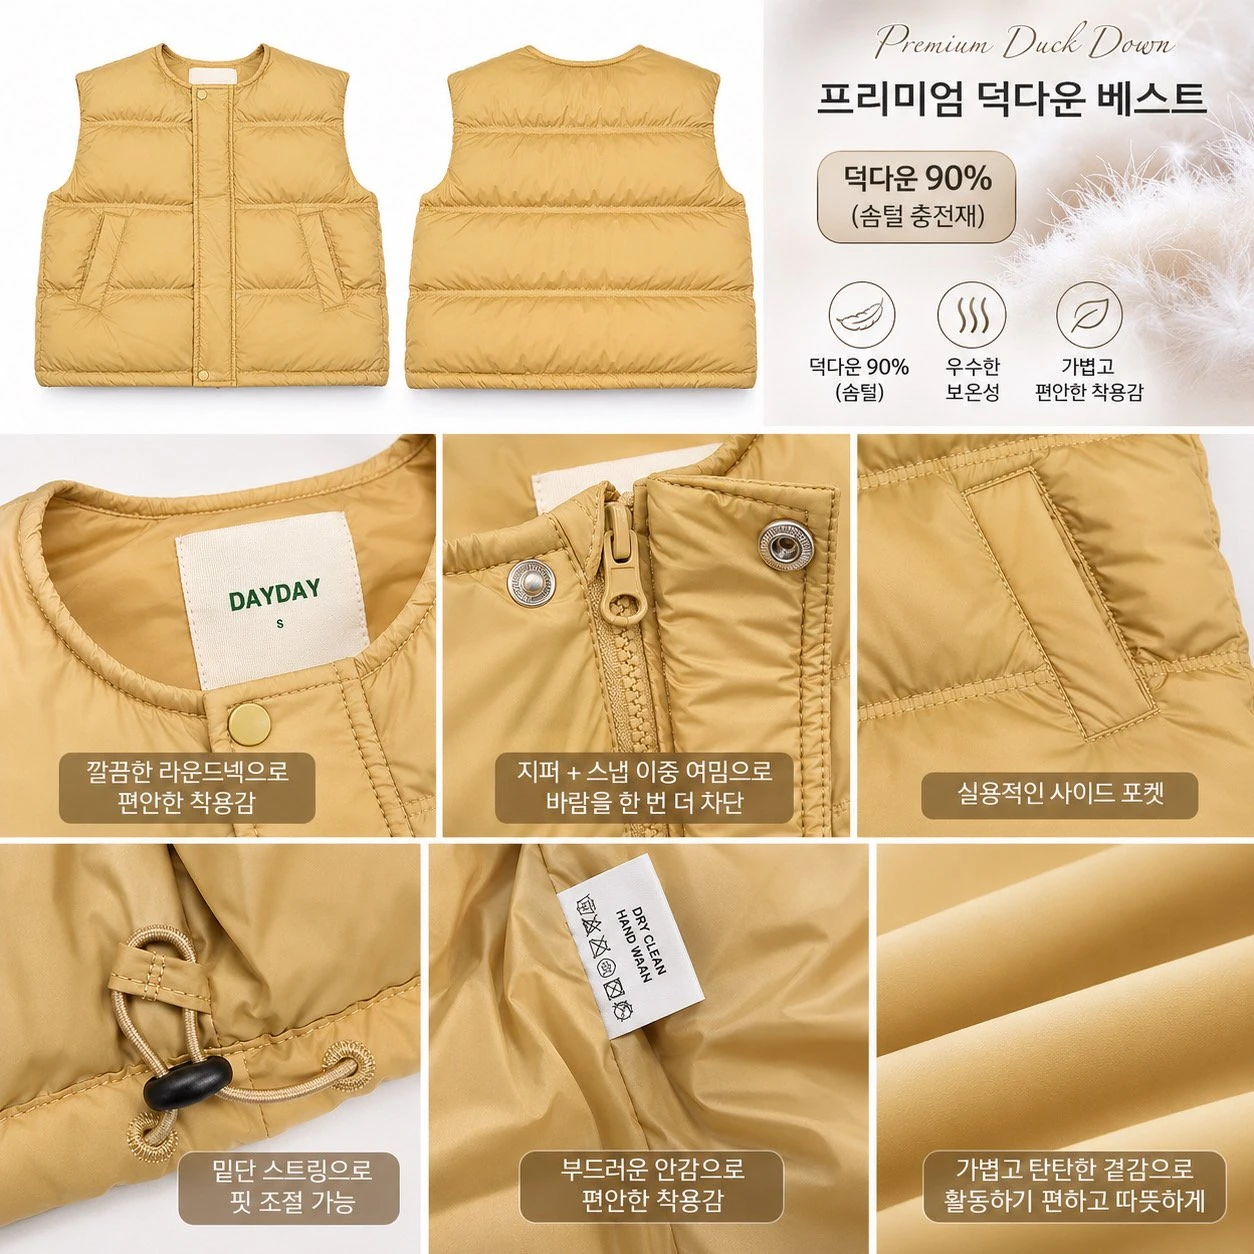 Premium Duck Down
프리미엄 덕다운 베스트
덕다운 90%
(솜털 충전재)
덕다운 90%
(솜털)
우수한
보온성
가볍고
편안한 착용감
DAYDAY
S
깔끔한 라운드넥으로
편안한 착용감
지퍼 + 스냅 이중 여밈으로
바람을 한 번 더 차단
실용적인 사이드 포켓
밑단 스트링으로
핏 조절 가능
DRY CLEAN
HAND WAAN
부드러운 안감으로
편안한 착용감
가볍고 탄탄한 겉감으로
활동하기 편하고 따뜻하게